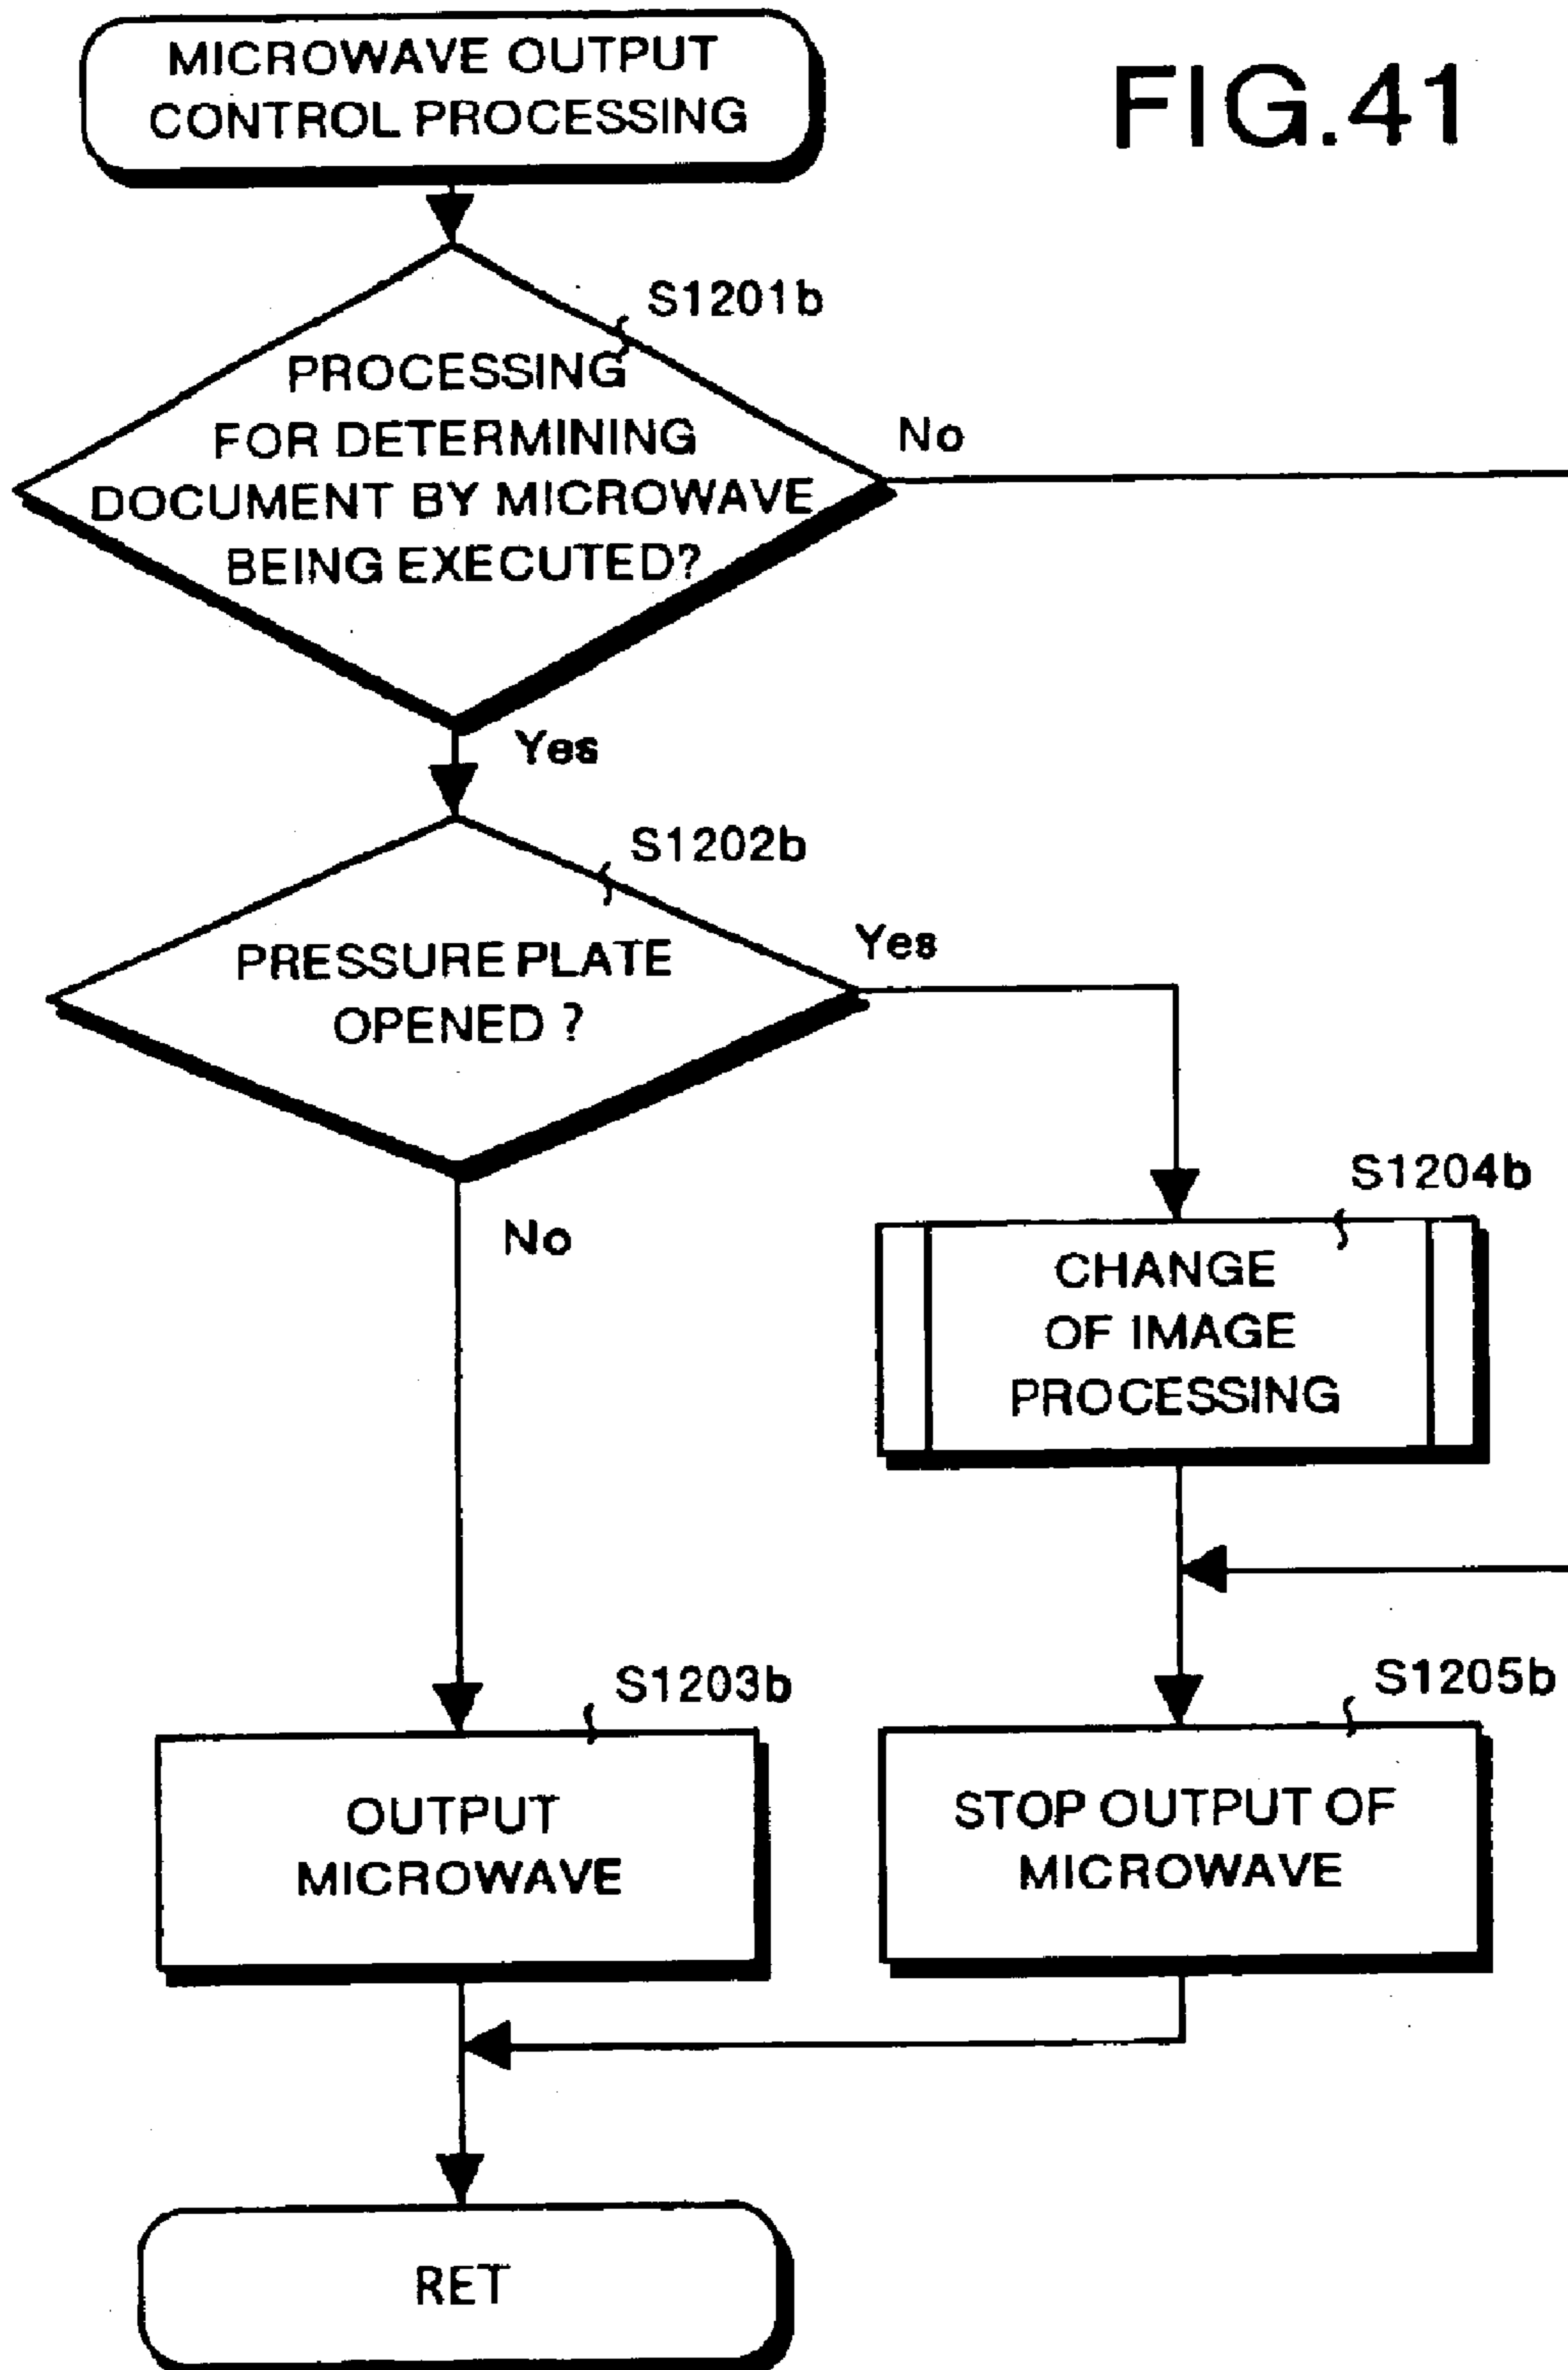 MICROWAVE OUTPUT
CONTROL PROCESSING
FIG.41
S1201b
PROCESSING
FOR DETERMINING
DOCUMENT BY MICROWAVE
BEING EXECUTED?
No
Yes
S1202b
PRESSURE PLATE
OPENED ?
Yes
No
S1204b
CHANGE
OF IMAGE
PROCESSING
S1203b
OUTPUT
MICROWAVE
S1205b
STOP OUTPUT OF
MICROWAVE
RET